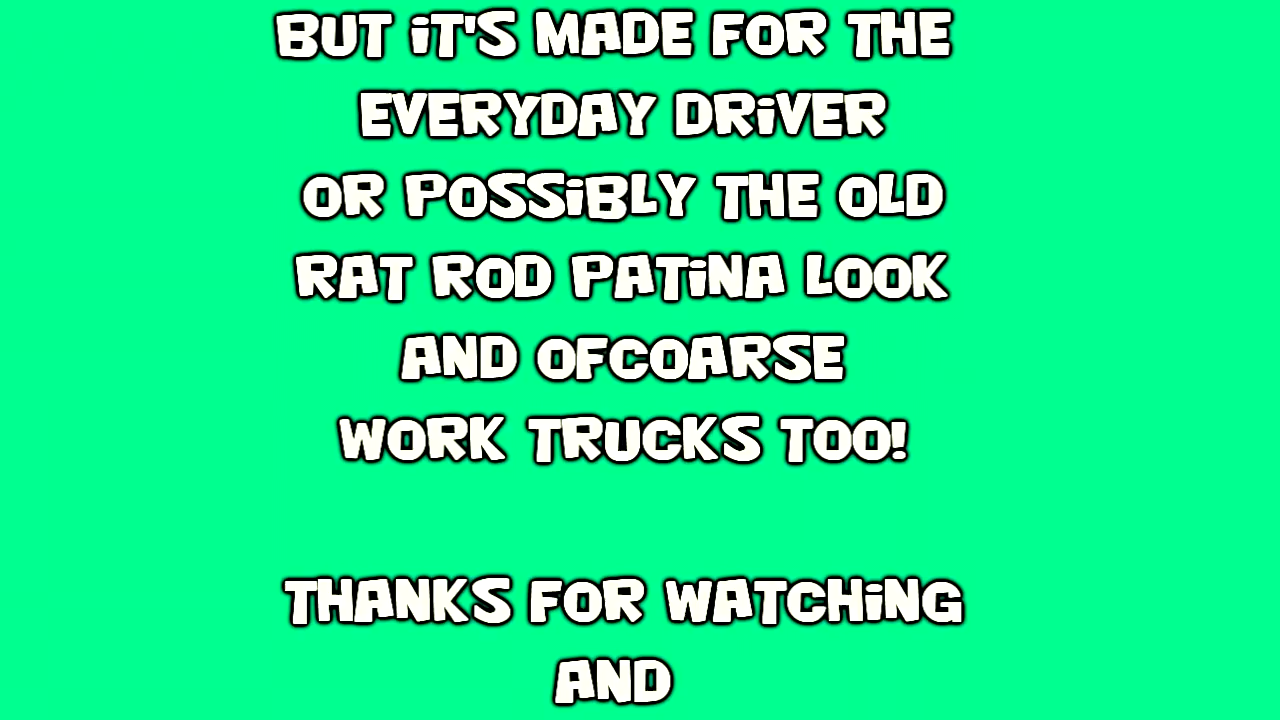 BUT iT'S MADE FOR THE
EVERYDAY DRiVER
OR POSSiBLY THE OLD
RAT ROD PATiNA LOOK
AND OFCOARSE
WORK TRUCKS TOO!
THANKS FOR WATCHiNG
AND